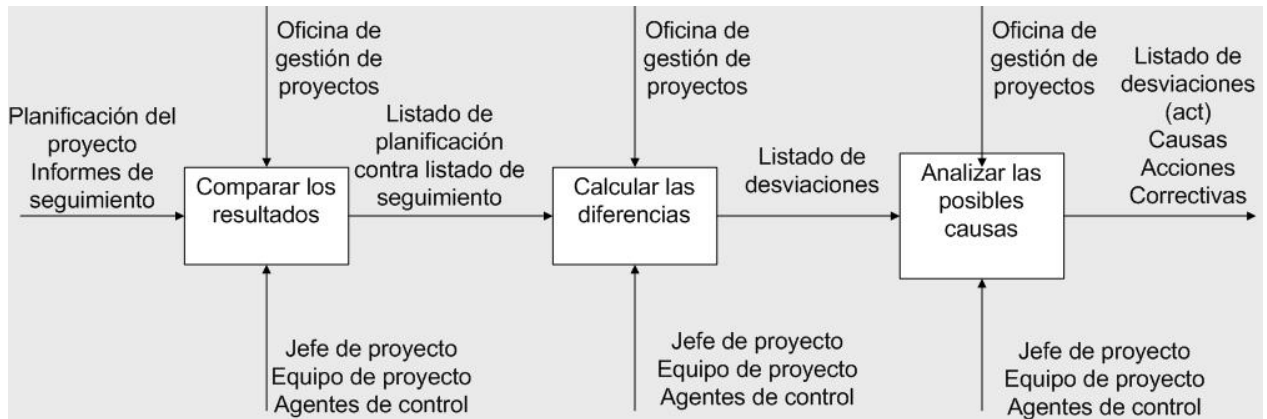 Oficina de
gestión de
proyectos
Oficina de
gestión de
proyectos
Oficina de
gestión de
proyectos
Listado de
desviaciones
(act)
Causas
Acciones
Correctivas
Planificación del
proyecto
Informes de
seguimiento
Comparar los
resultados
Listado de
planificación
contra listado de
seguimiento
Calcular las
diferencias
Listado de
desviaciones
Analizar las
posibles
causas
Jefe de proyecto
Equipo de proyecto
Agentes de control
Jefe de proyecto
Equipo de proyecto
Agentes de control
Jefe de proyecto
Equipo de proyecto
Agentes de control